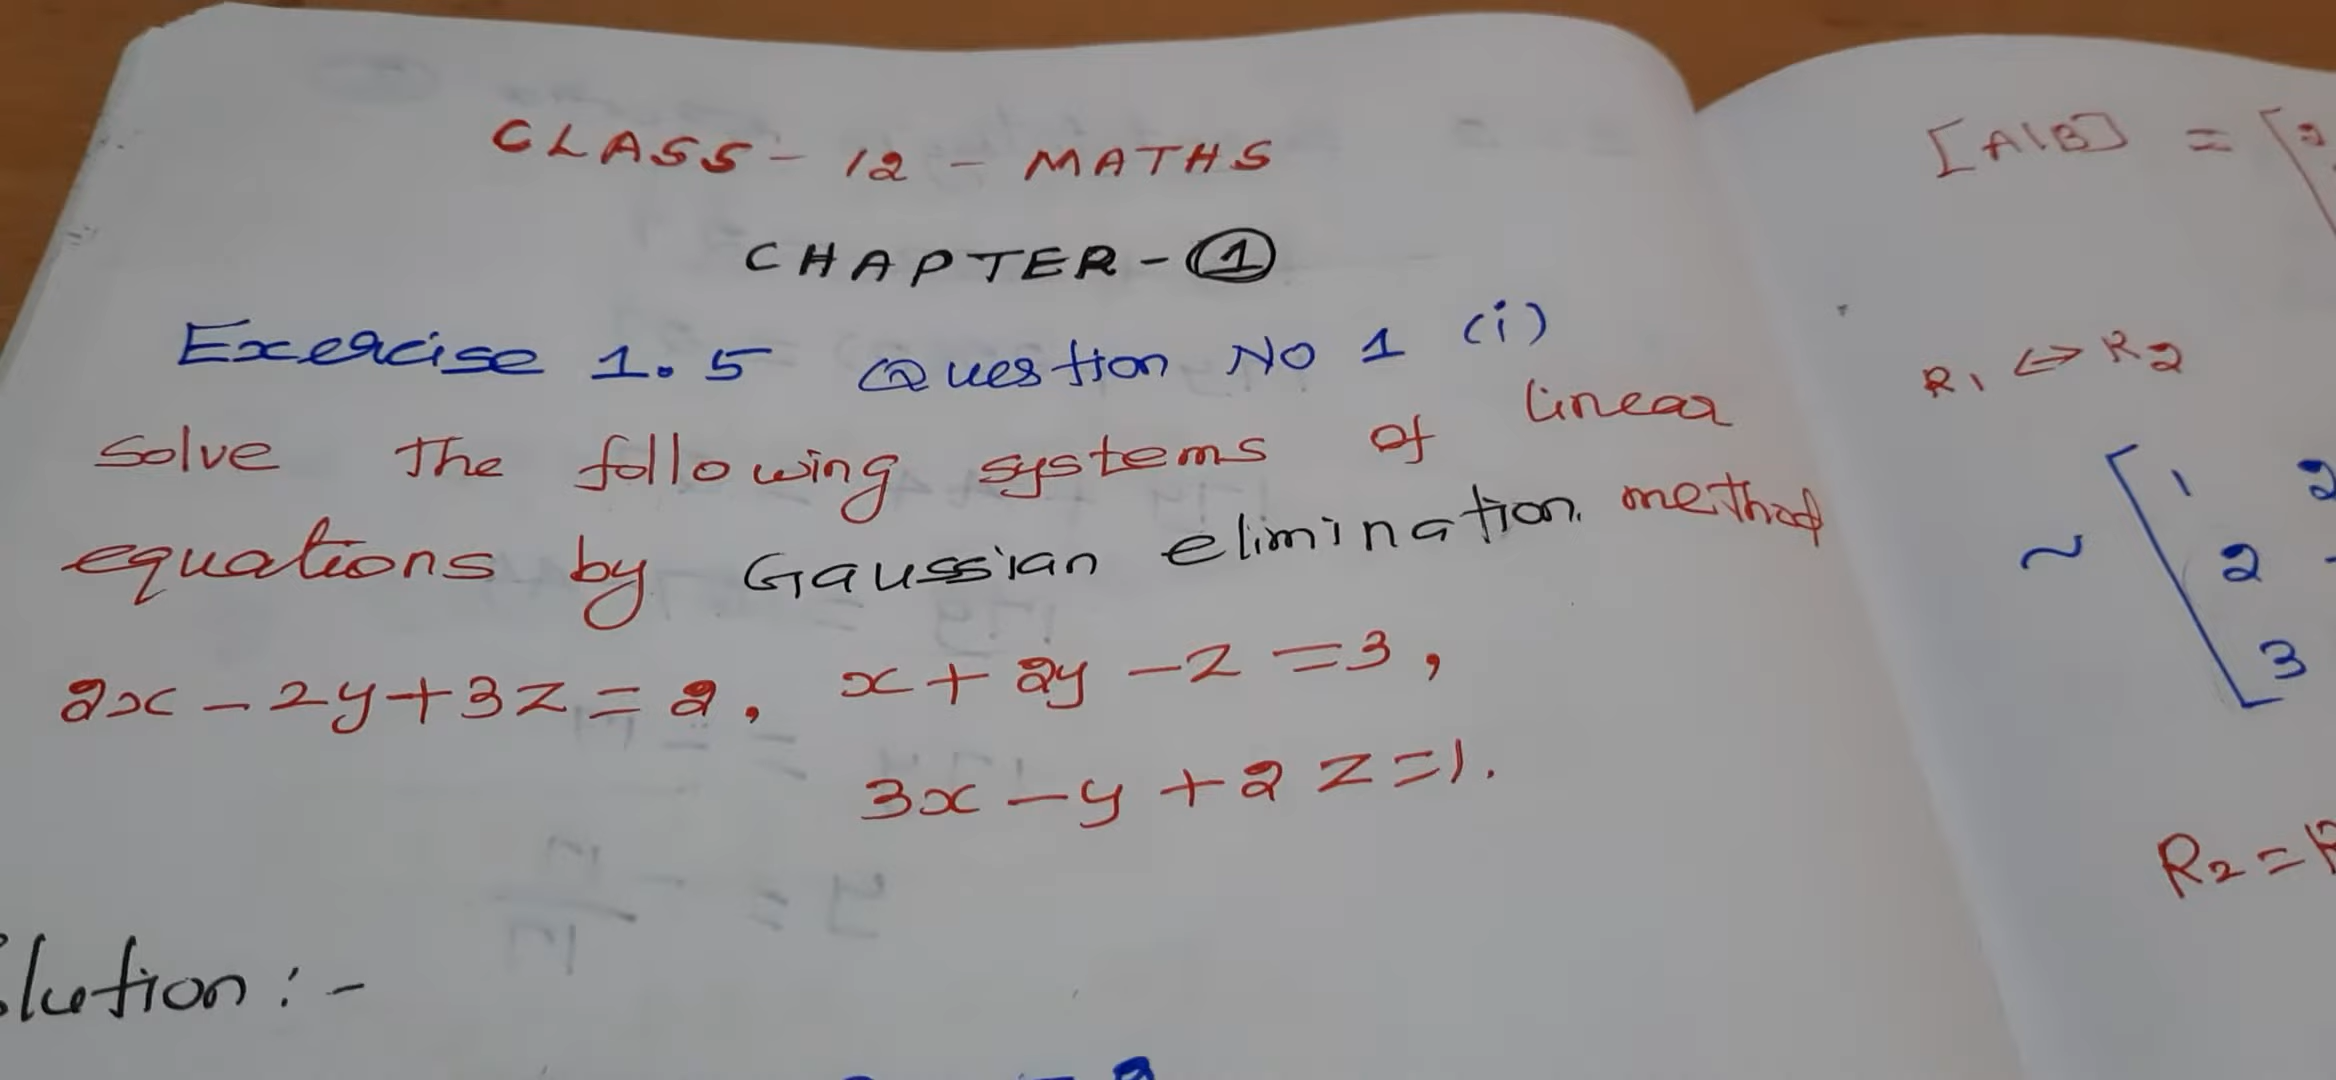 CLASS - 12 - MATHS
CHAPTER - ①
Exercise 1.5 Question No 1 (i)
Solve the following systems of linear
equations by Gaussian elimination method
2x - 2y + 3z = 2, x + 2y - z = 3,
3x - y + 2z = 1.
lution :-
[A|B] = [2
R1 ↔ R2
~ [ 1 2
2 -
3
R2 = R